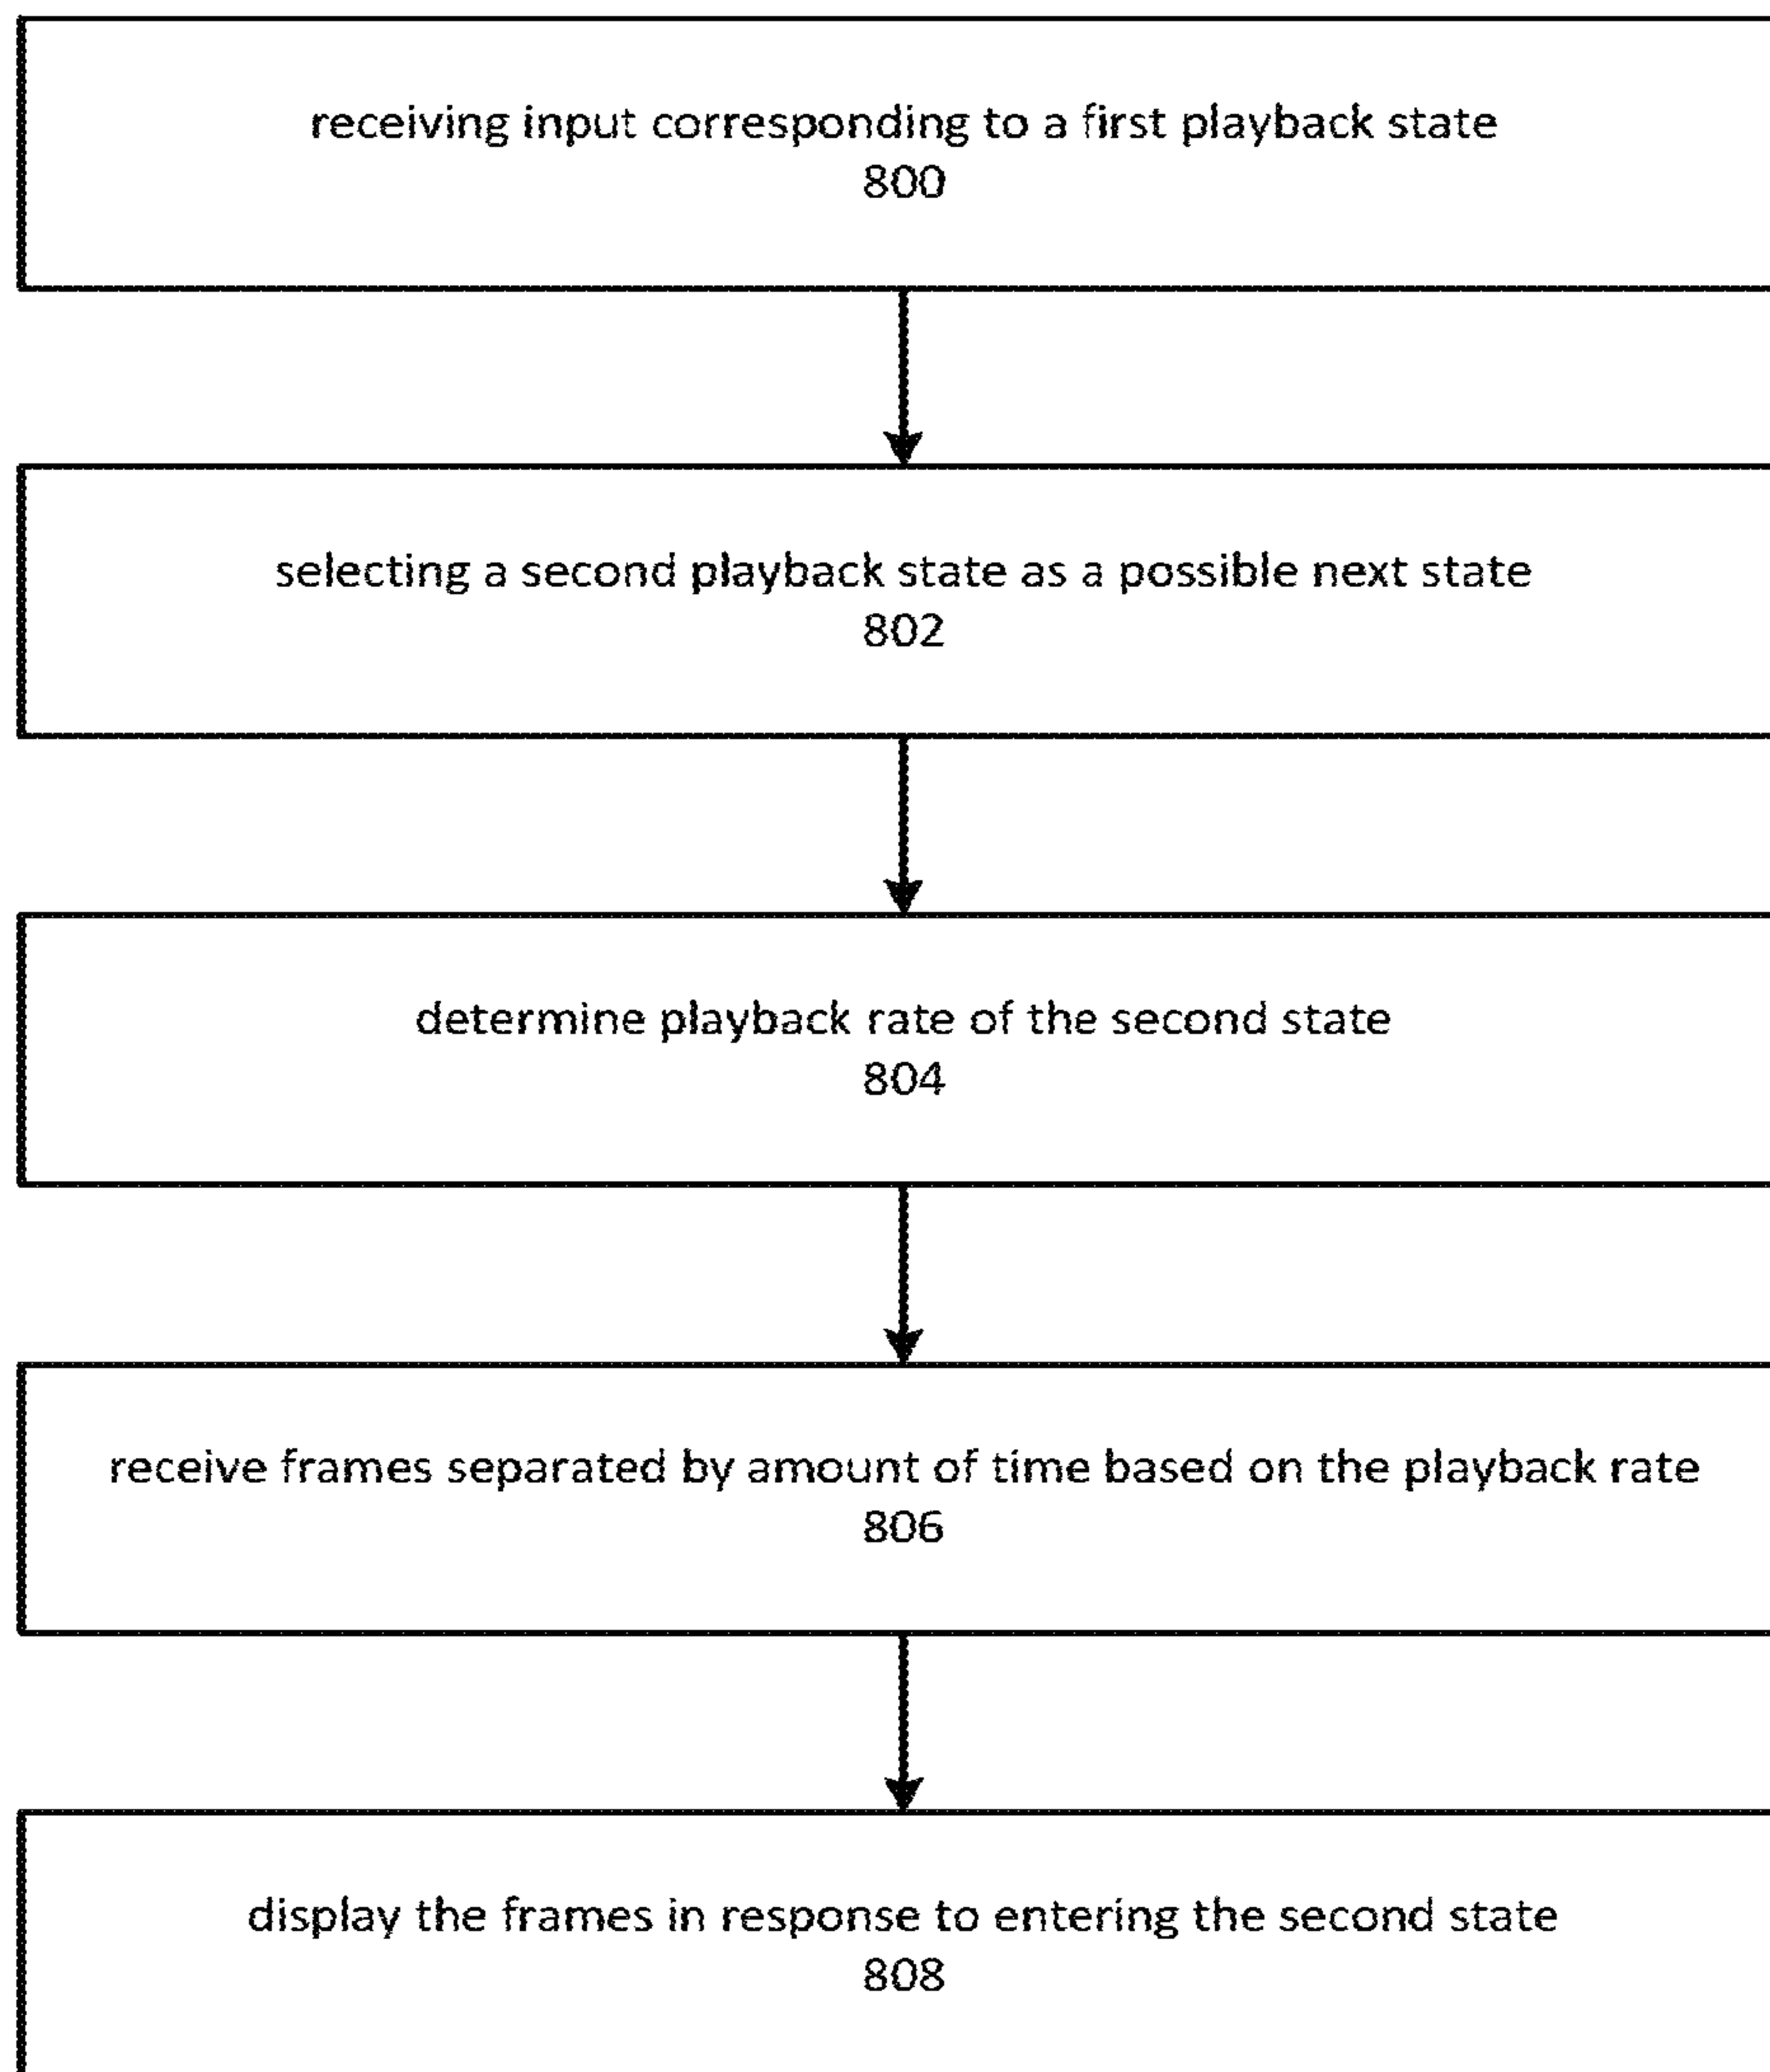 receiving input corresponding to a first playback state
800
selecting a second playback state as a possible next state
802
determine playback rate of the second state
804
receive frames separated by amount of time based on the playback rate
806
display the frames in response to entering the second state
808